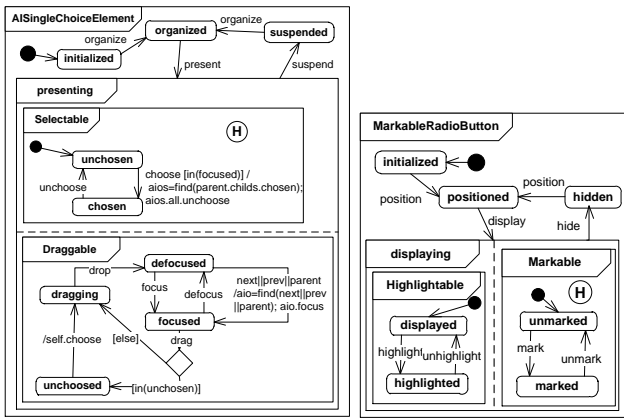 AISingleChoiceElement
organized
organize
suspended
organize
initialized
present
suspend
presenting
Selectable
H
unchosen
unchoose
choose [in(focused)] /
aios=find(parent.childs.chosen);
aios.all.unchoose
chosen
Draggable
drop
defocused
dragging
focus
defocus
next||prev||parent
/aio=find(next||prev
||parent); aio.focus
focused
/self.choose
[else]
drag
unchoosed
[in(unchosen)]
MarkableRadioButton
initialized
position
positioned
position
hidden
display
hide
displaying
Highlightable
displayed
highlight
unhighlight
highlighted
Markable
H
unmarked
mark
unmark
marked